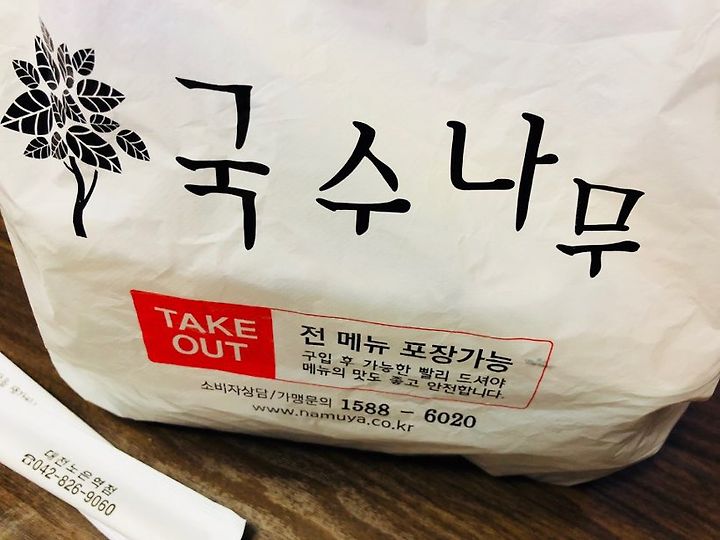 국수나무
TAKE
OUT
전 메뉴 포장가능
구입 후 가능한 빨리 드셔야
메뉴의 맛도 좋고 안전합니다.
소비자상담/가맹문의 1588 - 6020
www.namuya.co.kr
대전노은역점
☎042-826-9060